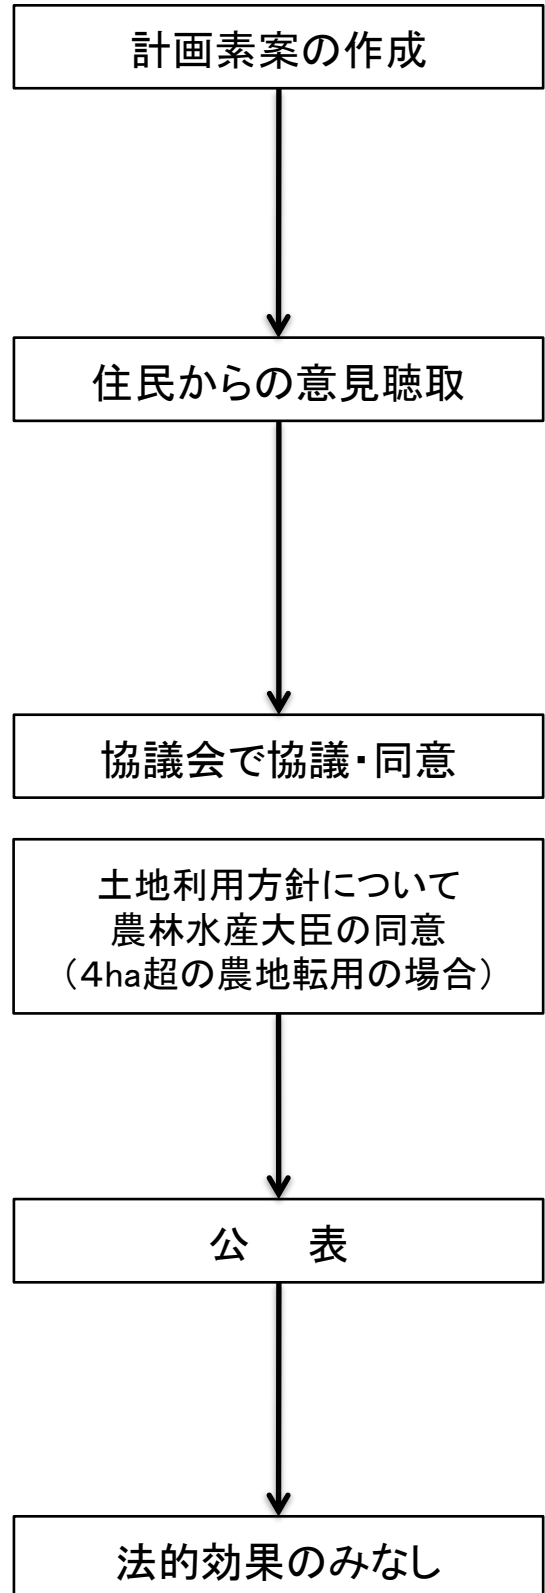 計画素案の作成
住民からの意見聴取
協議会で協議・同意
土地利用方針について
農林水産大臣の同意
（4ha超の農地転用の場合）
公　表
法的効果のみなし